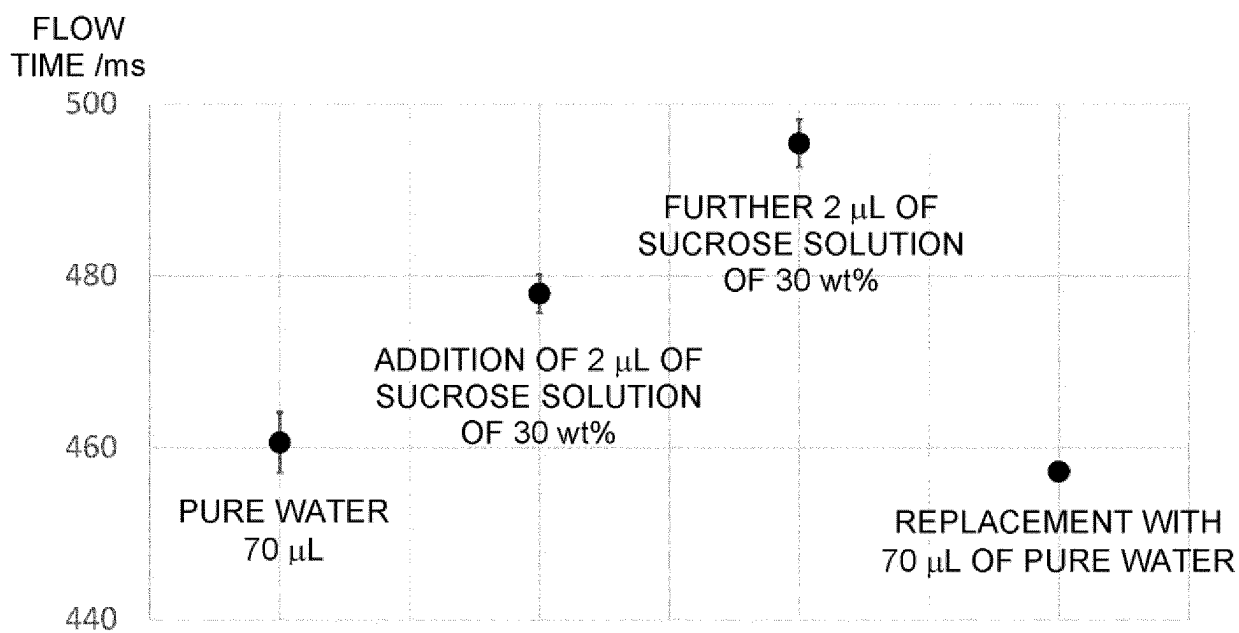 FLOW
TIME /ms
500
FURTHER 2 μL OF
SUCROSE SOLUTION
OF 30 wt%
480
ADDITION OF 2 μL OF
SUCROSE SOLUTION
OF 30 wt%
460
PURE WATER
70 μL
REPLACEMENT WITH
70 μL OF PURE WATER
440